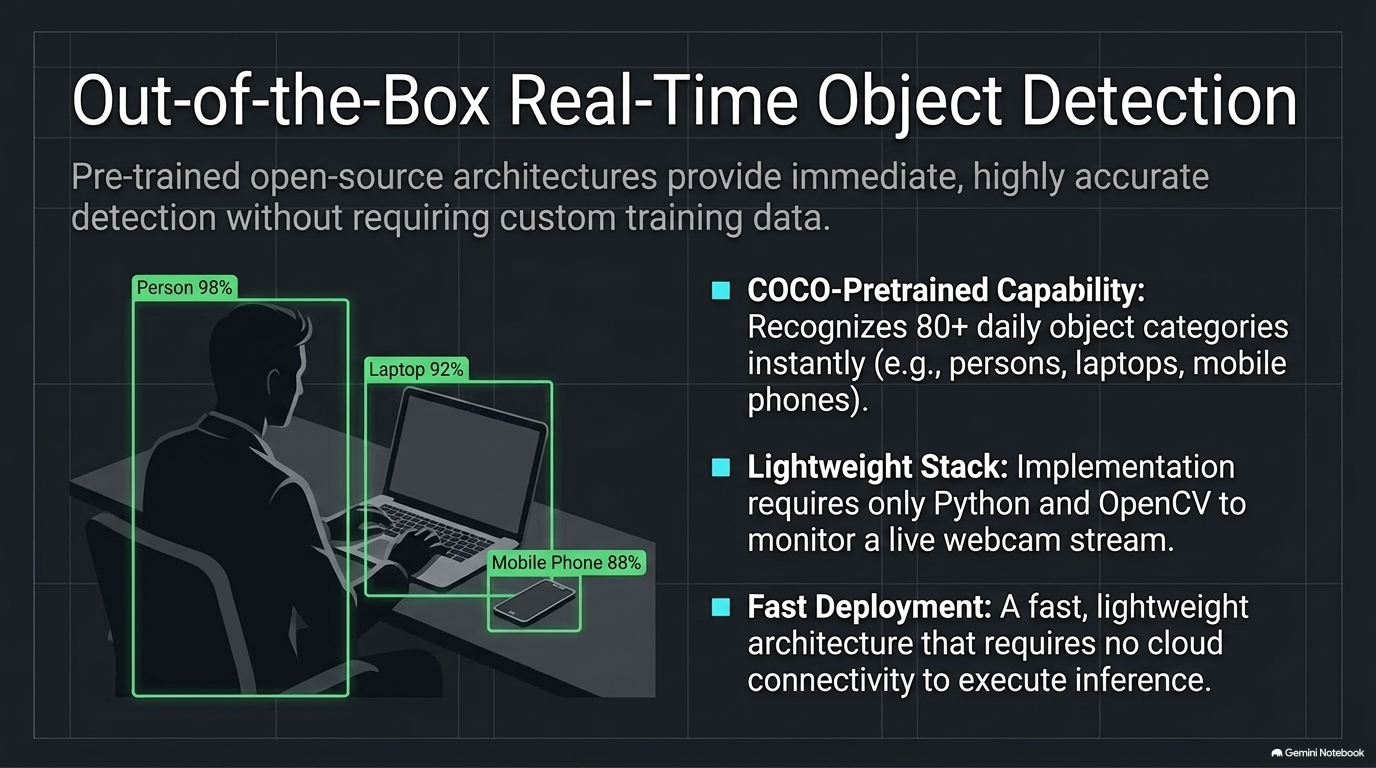 Out-of-the-Box Real-Time Object Detection
Pre-trained open-source architectures provide immediate, highly accurate
detection without requiring custom training data.
Person 98%
Laptop 92%
Mobile Phone 88%
COCO-Pretrained Capability:
Recognizes 80+ daily object categories
instantly (e.g., persons, laptops, mobile
phones).
Lightweight Stack: Implementation
requires only Python and OpenCV to
monitor a live webcam stream.
Fast Deployment: A fast, lightweight
architecture that requires no cloud
connectivity to execute inference.
Gemini Notebook